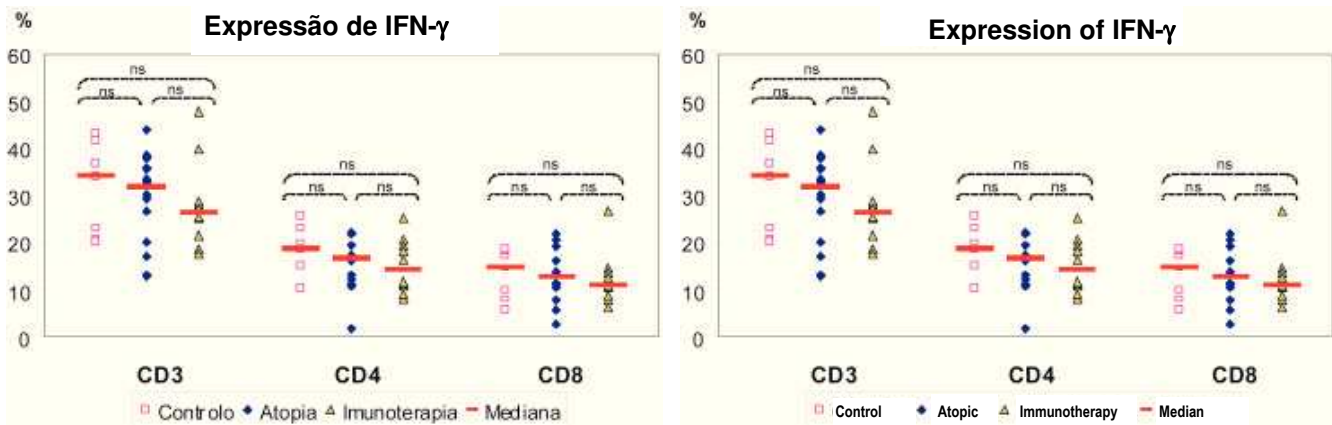 % Expressão de IFN-γ
60
50
40
30
20
10
0
ns
ns ns
ns
ns ns
ns
ns ns
CD3 CD4 CD8
Controlo Atopia Imunoterapia Mediana
% Expression of IFN-γ
60
50
40
30
20
10
0
ns
ns ns
ns
ns ns
ns
ns ns
CD3 CD4 CD8
Control Atopic Immunotherapy Median